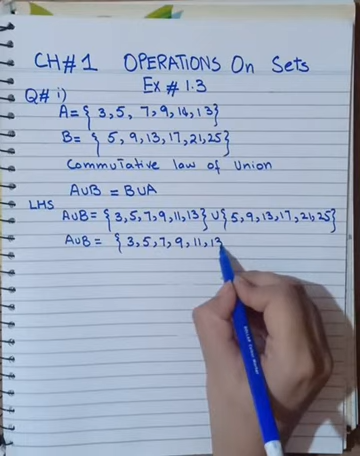 CH#1 OPERATIONS On Sets
Ex # 1.3
Q# i)
A= { 3,5, 7,9,11,13}
B= { 5,9,13,17,21,25}
Commutative law of Union
A∪B = B∪A
LHS
A∪B= {3,5,7,9,11,13} ∪ {5,9,13,17,21,25}
A∪B= { 3,5,7,9,11,13